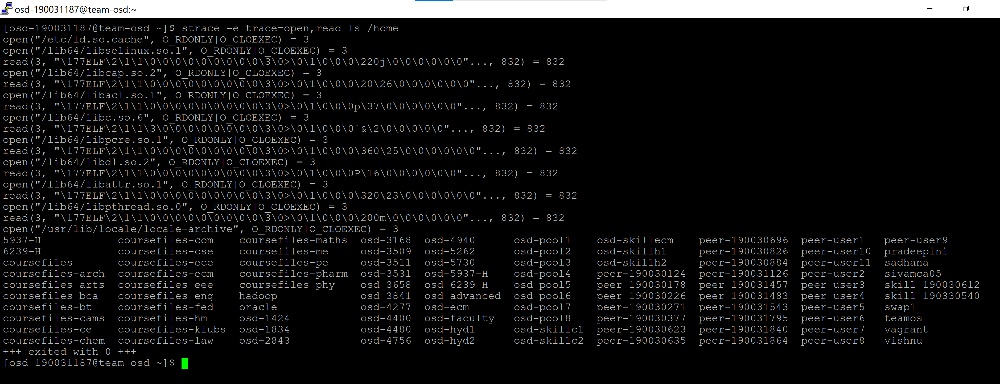 osd-190031187@team-osd:~
[osd-190031187@team-osd ~]$ strace -e trace=open,read ls /home
open("/etc/ld.so.cache", O_RDONLY|O_CLOEXEC) = 3
open("/lib64/libselinux.so.1", O_RDONLY|O_CLOEXEC) = 3
read(3, "\177ELF\2\1\1\0\0\0\0\0\0\0\0\0\3\0>\0\1\0\0\0\220j\0\0\0\0\0\0"..., 832) = 832
open("/lib64/libcap.so.2", O_RDONLY|O_CLOEXEC) = 3
read(3, "\177ELF\2\1\1\0\0\0\0\0\0\0\0\0\3\0>\0\1\0\0\0\20\26\0\0\0\0\0\0"..., 832) = 832
open("/lib64/libacl.so.1", O_RDONLY|O_CLOEXEC) = 3
read(3, "\177ELF\2\1\1\0\0\0\0\0\0\0\0\0\3\0>\0\1\0\0\0p\37\0\0\0\0\0\0"..., 832) = 832
open("/lib64/libc.so.6", O_RDONLY|O_CLOEXEC) = 3
read(3, "\177ELF\2\1\1\3\0\0\0\0\0\0\0\0\3\0>\0\1\0\0\0`&\2\0\0\0\0\0"..., 832) = 832
open("/lib64/libpcre.so.1", O_RDONLY|O_CLOEXEC) = 3
read(3, "\177ELF\2\1\1\0\0\0\0\0\0\0\0\0\3\0>\0\1\0\0\0\360\25\0\0\0\0\0\0"..., 832) = 832
open("/lib64/libdl.so.2", O_RDONLY|O_CLOEXEC) = 3
read(3, "\177ELF\2\1\1\0\0\0\0\0\0\0\0\0\3\0>\0\1\0\0\0P\16\0\0\0\0\0\0"..., 832) = 832
open("/lib64/libattr.so.1", O_RDONLY|O_CLOEXEC) = 3
read(3, "\177ELF\2\1\1\0\0\0\0\0\0\0\0\0\3\0>\0\1\0\0\0\320\23\0\0\0\0\0\0"..., 832) = 832
open("/lib64/libpthread.so.0", O_RDONLY|O_CLOEXEC) = 3
read(3, "\177ELF\2\1\1\0\0\0\0\0\0\0\0\0\3\0>\0\1\0\0\0\200m\0\0\0\0\0\0"..., 832) = 832
open("/usr/lib/locale/locale-archive", O_RDONLY|O_CLOEXEC) = 3
5937-H coursefiles-com coursefiles-maths osd-3168 osd-4940 osd-pool1 osd-skillecm peer-190030696 peer-user1 peer-user9
6239-H coursefiles-cse coursefiles-me osd-3509 osd-5262 osd-pool2 osd-skillh1 peer-190030826 peer-user10 pradeepini
coursefiles coursefiles-ece coursefiles-pe osd-3511 osd-5730 osd-pool3 osd-skillh2 peer-190030884 peer-user11 sadhana
coursefiles-arch coursefiles-ecm coursefiles-pharm osd-3531 osd-5937-H osd-pool4 peer-190030124 peer-190031126 peer-user2 sivamca05
coursefiles-arts coursefiles-eee coursefiles-phy osd-3658 osd-6239-H osd-pool5 peer-190030178 peer-190031457 peer-user3 skill-190030612
coursefiles-bca coursefiles-eng hadoop osd-3841 osd-advanced osd-pool6 peer-190030226 peer-190031483 peer-user4 skill-190330540
coursefiles-bt coursefiles-fed oracle osd-4277 osd-ecm osd-pool7 peer-190030271 peer-190031543 peer-user5 swap1
coursefiles-cams coursefiles-hm osd-1424 osd-4400 osd-faculty osd-pool8 peer-190030377 peer-190031795 peer-user6 teamos
coursefiles-ce coursefiles-klubs osd-1834 osd-4480 osd-hyd1 osd-skillc1 peer-190030623 peer-190031840 peer-user7 vagrant
coursefiles-chem coursefiles-law osd-2843 osd-4756 osd-hyd2 osd-skillc2 peer-190030635 peer-190031864 peer-user8 vishnu
+++ exited with 0 +++
[osd-190031187@team-osd ~]$